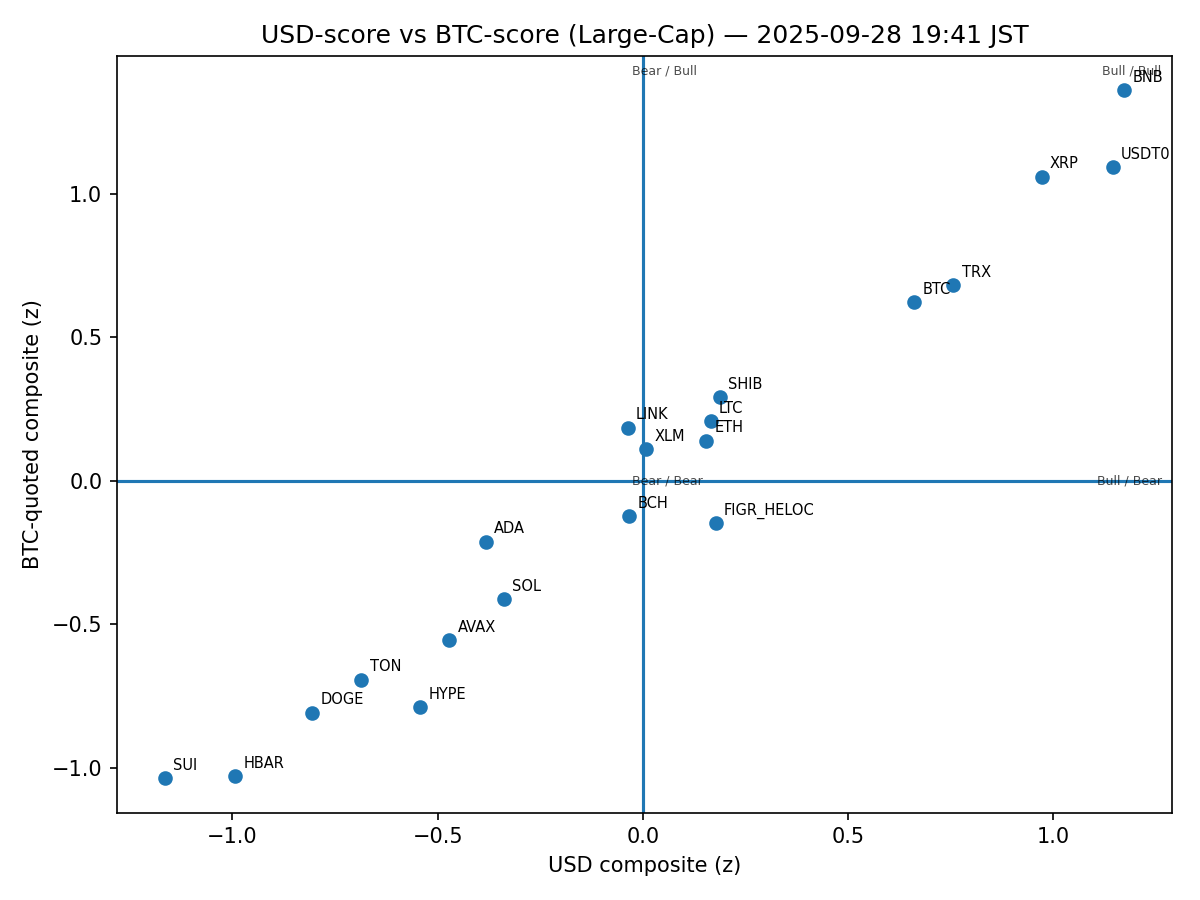 USD-score vs BTC-score (Large-Cap) — 2025-09-28 19:41 JST
Bear / Bull
Bull / Bull
BNB
USDT0
XRP
1.0
TRX
BTC
0.5
SHIB
LTC
LINK
ETH
XLM
0.0
Bear / Bear
Bull / Bear
BCH
FIGR_HELOC
ADA
SOL
−0.5
AVAX
TON
HYPE
DOGE
SUI
HBAR
−1.0
BTC-quoted composite (z)
−1.0
−0.5
0.0
0.5
1.0
USD composite (z)